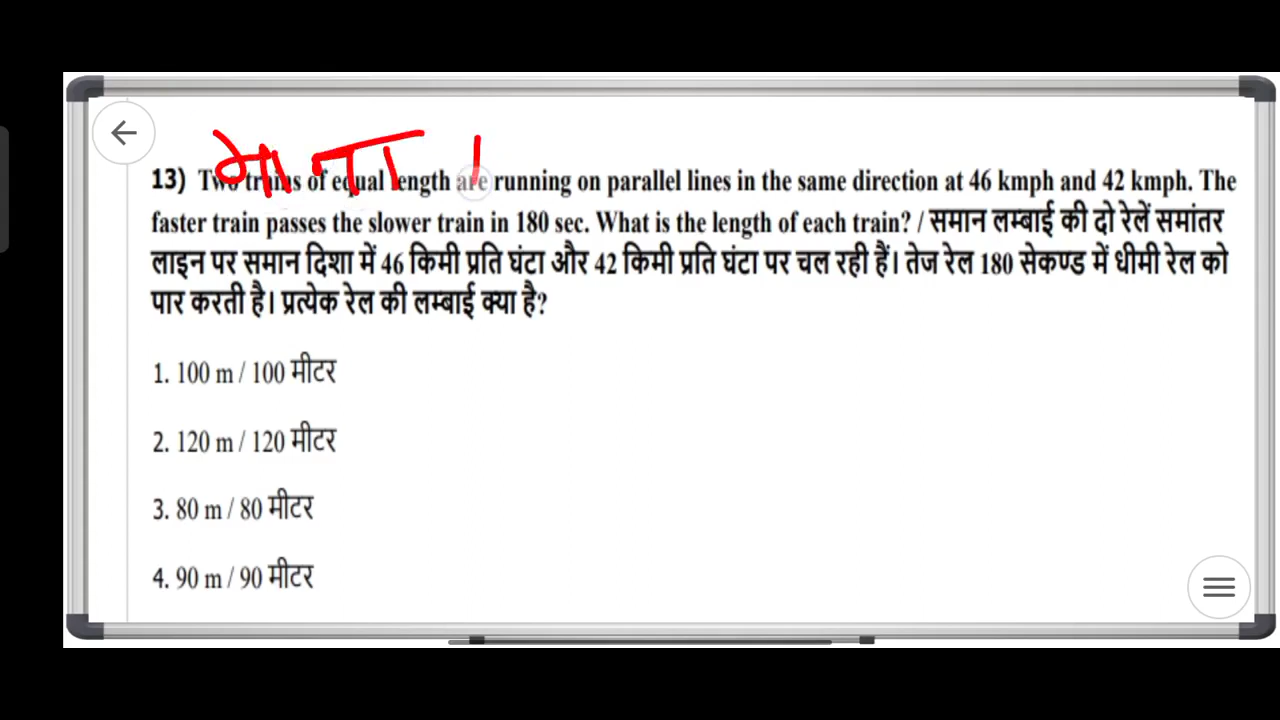 माना
13) Two trains of equal length are running on parallel lines in the same direction at 46 kmph and 42 kmph. The
faster train passes the slower train in 180 sec. What is the length of each train? / समान लम्बाई की दो रेलें समांतर
लाइन पर समान दिशा में 46 किमी प्रति घंटा और 42 किमी प्रति घंटा पर चल रही हैं। तेज रेल 180 सेकण्ड में धीमी रेल को
पार करती है। प्रत्येक रेल की लम्बाई क्या है?
1. 100 m / 100 मीटर
2. 120 m / 120 मीटर
3. 80 m / 80 मीटर
4. 90 m / 90 मीटर